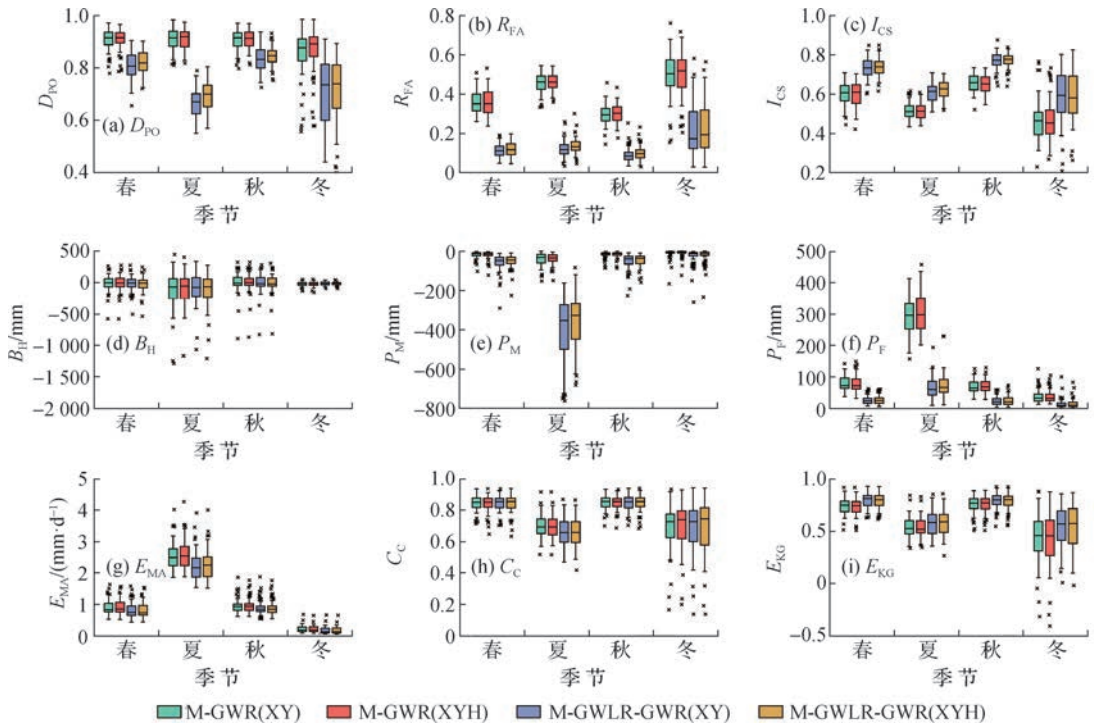 (a) D_PO
D_PO
1.0
0.8
0.6
0.4
春 夏 秋 冬
季节
(b) R_FA
R_FA
1.0
0.8
0.6
0.4
0.2
0
春 夏 秋 冬
季节
(c) I_CS
I_CS
1.0
0.8
0.6
0.4
0.2
春 夏 秋 冬
季节
(d) B_H
B_H/mm
500
0
−500
−1 000
−1 500
−2 000
春 夏 秋 冬
季节
(e) P_M
P_M/mm
0
−200
−400
−600
−800
春 夏 秋 冬
季节
(f) P_F
P_F/mm
500
400
300
200
100
0
春 夏 秋 冬
季节
(g) E_MA
E_MA/(mm·d⁻¹)
5
4
3
2
1
0
春 夏 秋 冬
季节
(h) C_C
C_C
1.0
0.8
0.6
0.4
0.2
0
春 夏 秋 冬
季节
(i) E_KG
E_KG
1.0
0.5
0
−0.5
春 夏 秋 冬
季节
M-GWR(XY) M-GWR(XYH) M-GWLR-GWR(XY) M-GWLR-GWR(XYH)